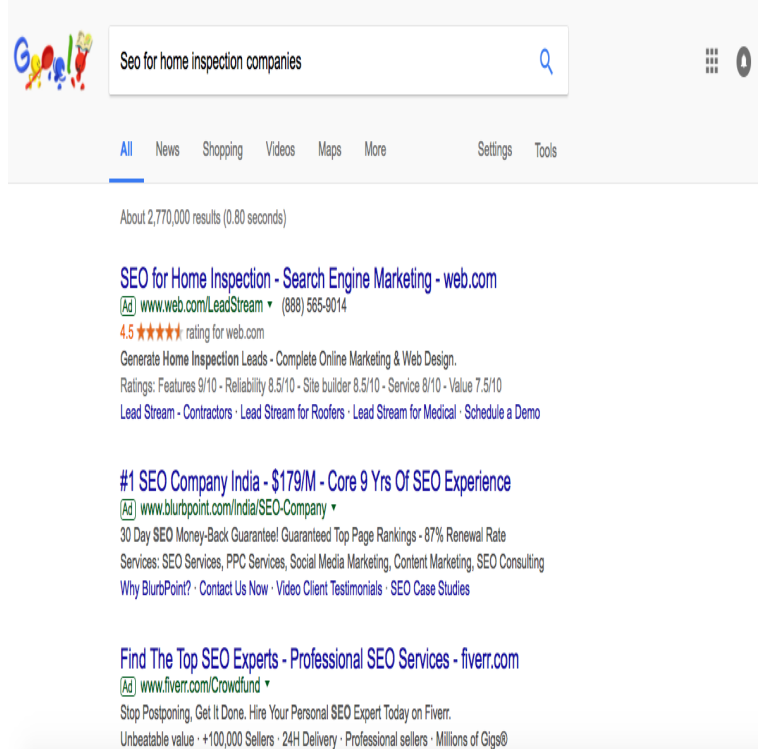 Google
Seo for home inspection companies
All News Shopping Videos Maps More Settings Tools
About 2,770,000 results (0.80 seconds)
SEO for Home Inspection - Search Engine Marketing - web.com
Ad www.web.com/LeadStream ▼ (888) 565-9014
4.5 ★★★★★ rating for web.com
Generate Home Inspection Leads - Complete Online Marketing & Web Design.
Ratings: Features 9/10 - Reliability 8.5/10 - Site builder 8.5/10 - Service 8/10 - Value 7.5/10
Lead Stream - Contractors · Lead Stream for Roofers · Lead Stream for Medical · Schedule a Demo
#1 SEO Company India - $179/M - Core 9 Yrs Of SEO Experience
Ad www.blurbpoint.com/India/SEO-Company ▼
30 Day SEO Money-Back Guarantee! Guaranteed Top Page Rankings - 87% Renewal Rate
Services: SEO Services, PPC Services, Social Media Marketing, Content Marketing, SEO Consulting
Why BlurbPoint? · Contact Us Now · Video Client Testimonials · SEO Case Studies
Find The Top SEO Experts - Professional SEO Services - fiverr.com
Ad www.fiverr.com/Crowdfund ▼
Stop Postponing, Get It Done. Hire Your Personal SEO Expert Today on Fiverr.
Unbeatable value · +100,000 Sellers · 24H Delivery · Professional sellers · Millions of Gigs®